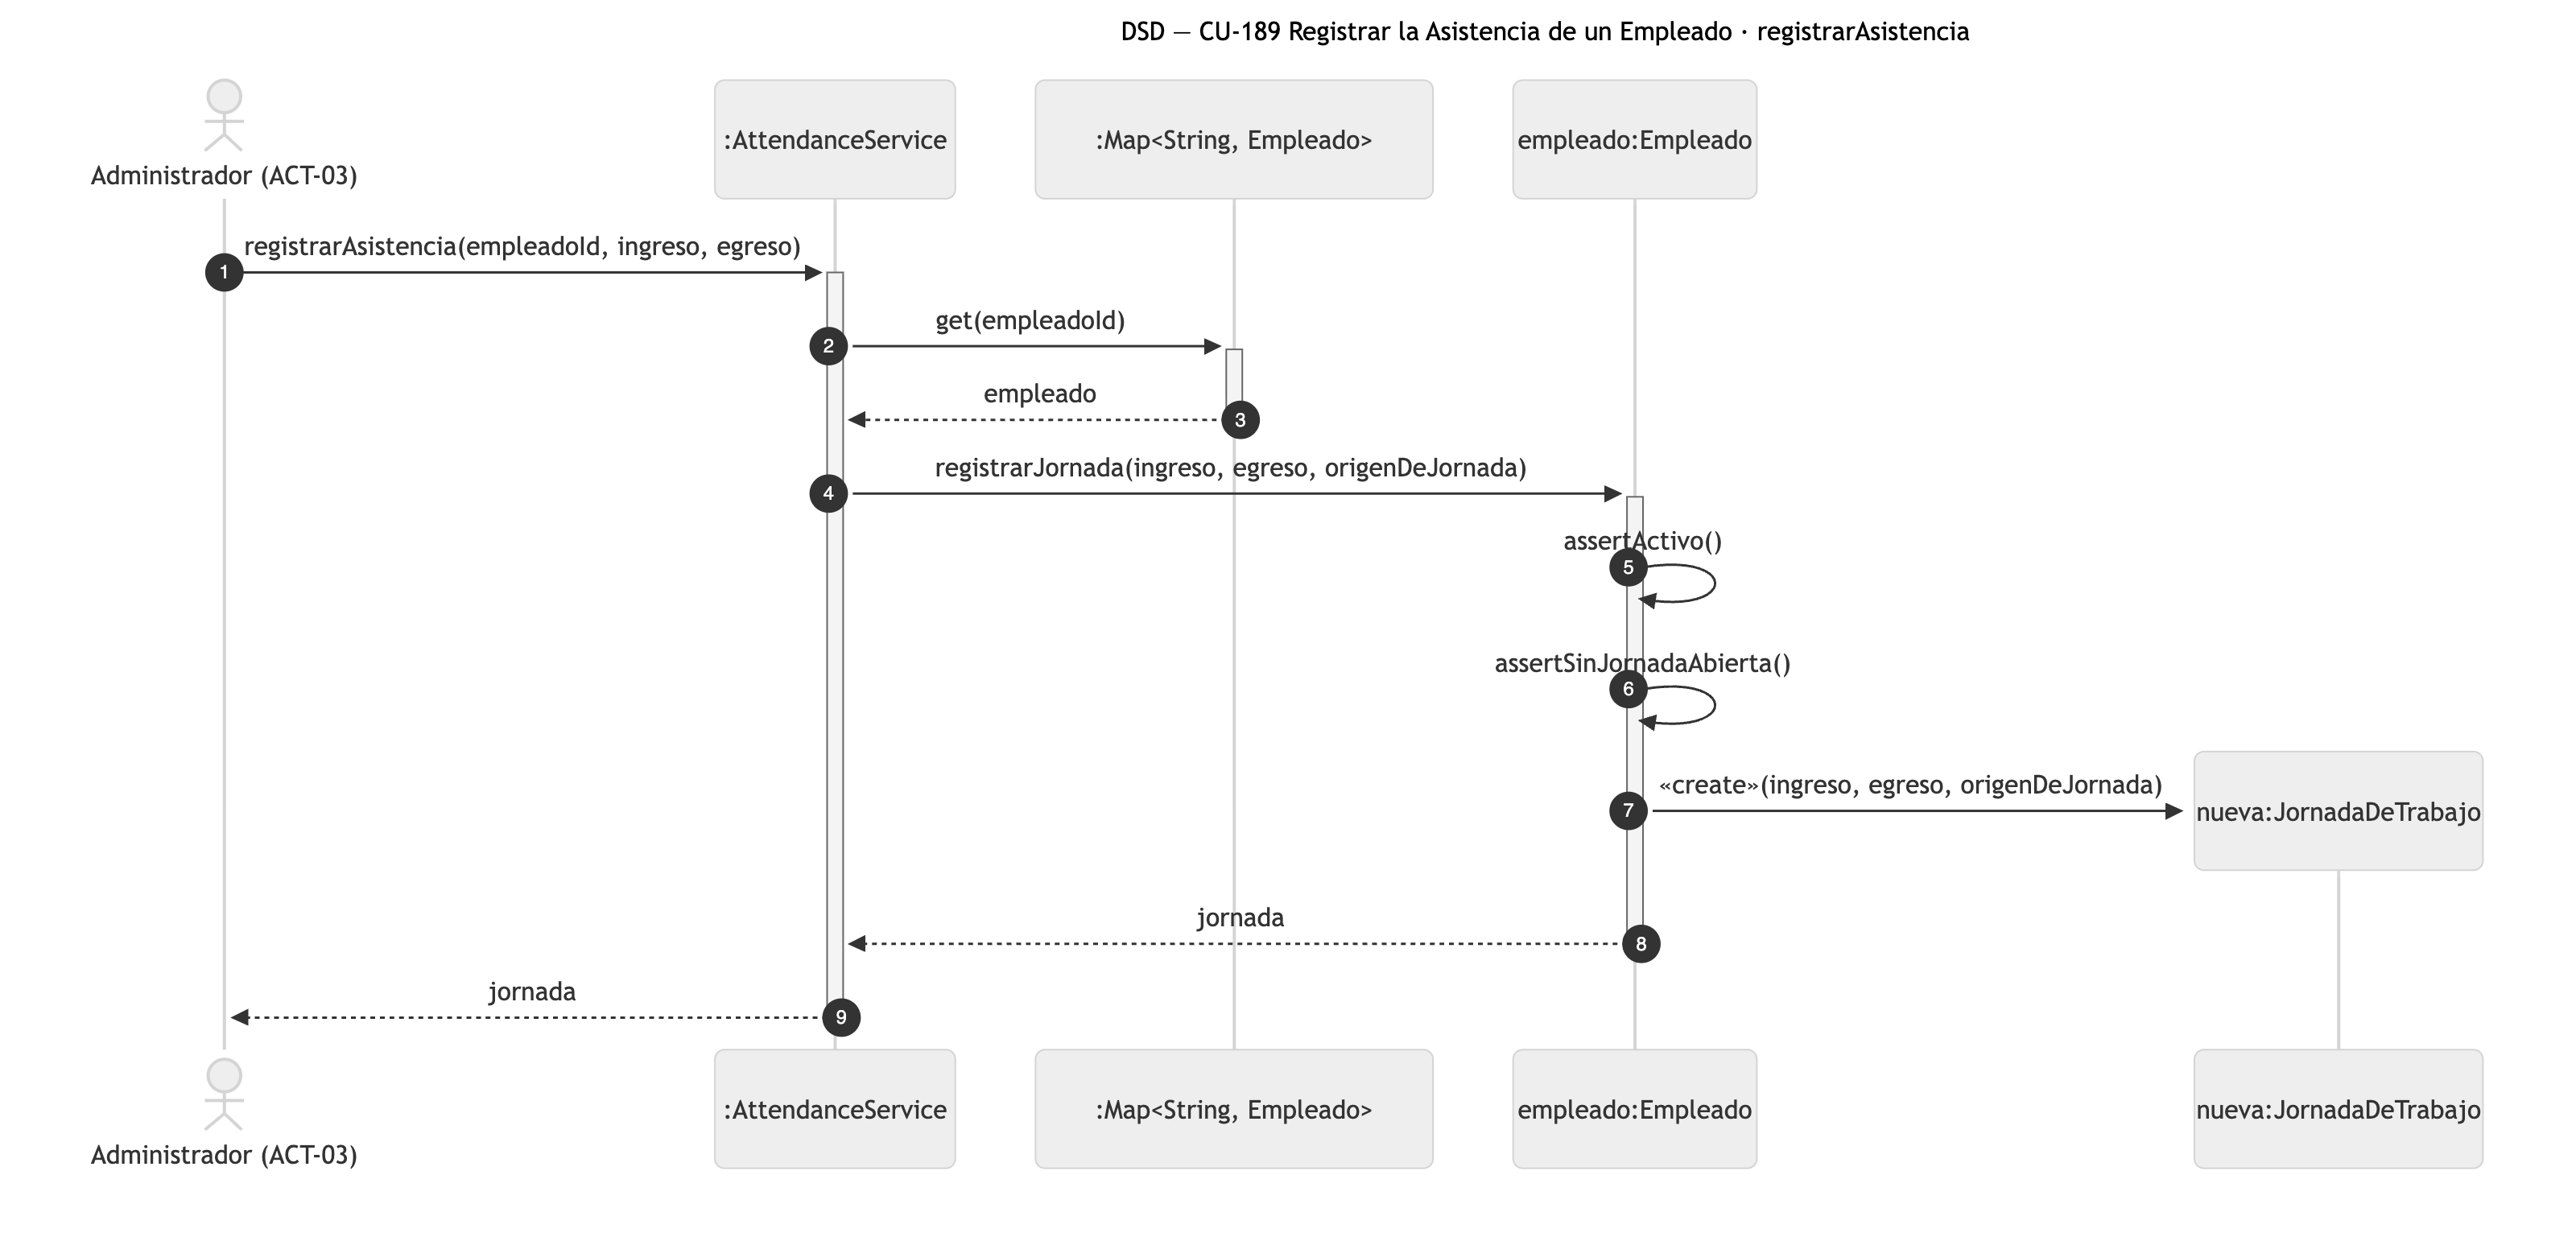 DSD — CU-189 Registrar la Asistencia de un Empleado · registrarAsistencia
Administrador (ACT-03)
:AttendanceService
:Map<String, Empleado>
empleado:Empleado
registrarAsistencia(empleadoId, ingreso, egreso)
1
get(empleadoId)
2
empleado
3
registrarJornada(ingreso, egreso, origenDeJornada)
4
assertActivo()
5
assertSinJornadaAbierta()
6
«create»(ingreso, egreso, origenDeJornada)
7
nueva:JornadaDeTrabajo
jornada
8
jornada
9
Administrador (ACT-03)
:AttendanceService
:Map<String, Empleado>
empleado:Empleado
nueva:JornadaDeTrabajo